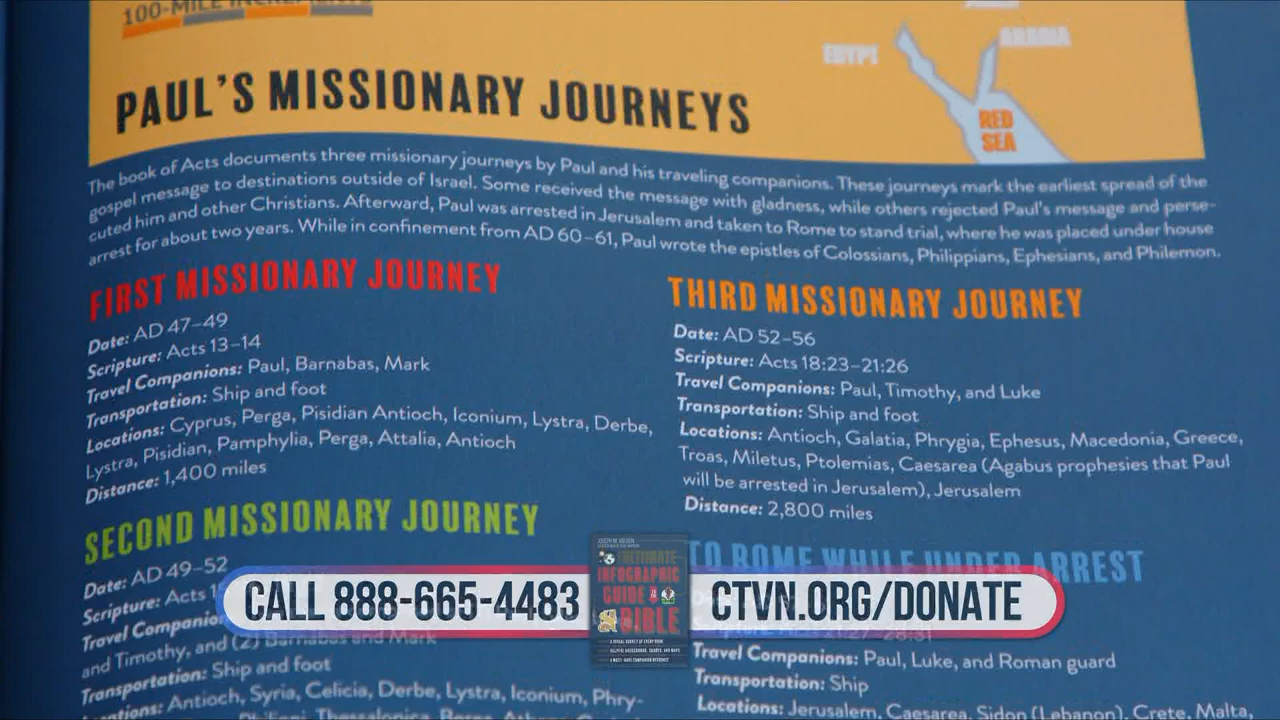 100-MILE INCREMENTS
EGYPT
ARABIA
RED
SEA
PAUL'S MISSIONARY JOURNEYS
The book of Acts documents three missionary journeys by Paul and his traveling companions. These journeys mark the earliest spread of the
gospel message to destinations outside of Israel. Some received the message with gladness, while others rejected Paul's message and perse-
cuted him and other Christians. Afterward, Paul was arrested in Jerusalem and taken to Rome to stand trial, where he was placed under house
arrest for about two years. While in confinement from AD 60–61, Paul wrote the epistles of Colossians, Philippians, Ephesians, and Philemon.
FIRST MISSIONARY JOURNEY
Date: AD 47–49
Scripture: Acts 13–14
Travel Companions: Paul, Barnabas, Mark
Transportation: Ship and foot
Locations: Cyprus, Perga, Pisidian Antioch, Iconium, Lystra, Derbe,
Lystra, Pisidian, Pamphylia, Perga, Attalia, Antioch
Distance: 1,400 miles
SECOND MISSIONARY JOURNEY
Date: AD 49–52
Scripture: Acts
Travel
and Timothy, and (2) Barnabas and Mark
Transportation: Ship and foot
Locations: Antioch, Syria, Celicia, Derbe, Lystra, Iconium, Phry-
Thessalonica,
THIRD MISSIONARY JOURNEY
Date: AD 52–56
Scripture: Acts 18:23–21:26
Travel Companions: Paul, Timothy, and Luke
Transportation: Ship and foot
Locations: Antioch, Galatia, Phrygia, Ephesus, Macedonia, Greece,
Troas, Miletus, Ptolemias, Caesarea (Agabus prophesies that Paul
will be arrested in Jerusalem), Jerusalem
Distance: 2,800 miles
TO ROME WHILE UNDER ARREST
Travel Companions: Paul, Luke, and Roman guard
Transportation: Ship
Locations: Jerusalem, Caesarea, Sidon (Lebanon), Crete, Malta,
CALL 888-665-4483
ULTIMATE
INFOGRAPHIC
GUIDE
BIBLE
CTVN.ORG/DONATE